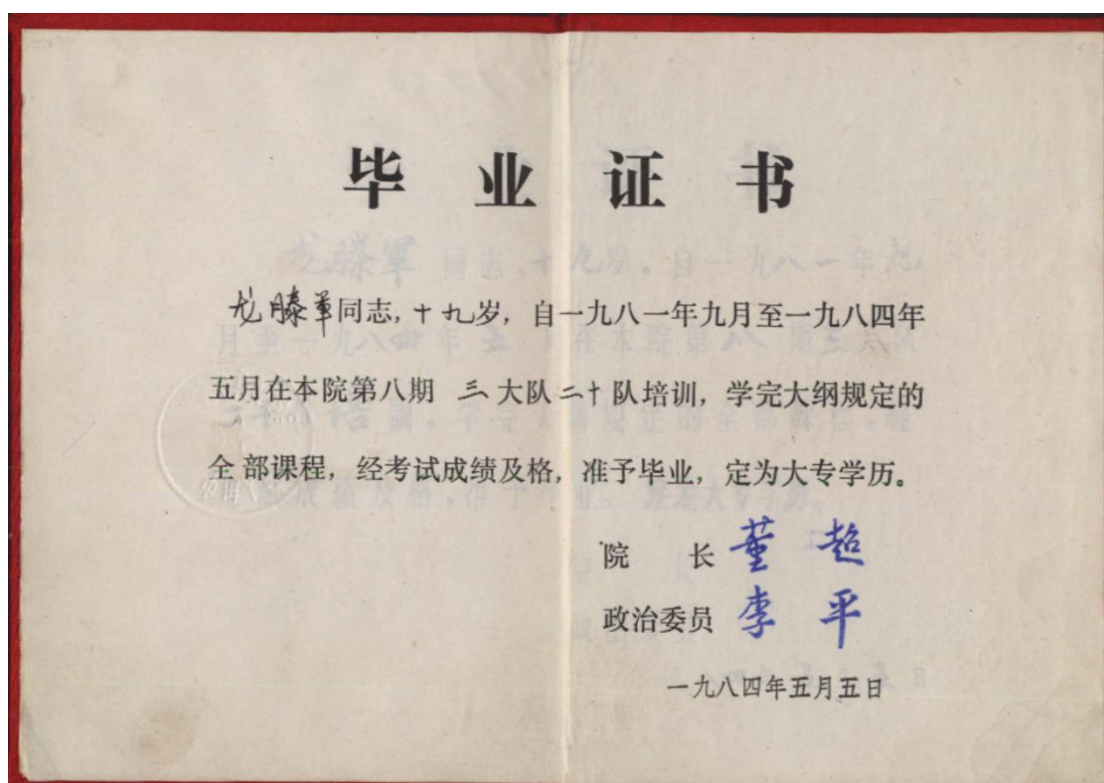 毕业证书
龙滕军同志，十九岁，自一九八一年九月至一九八四年
五月在本院第八期 三大队二十队培训，学完大纲规定的
全部课程，经考试成绩及格，准予毕业，定为大专学历。
院 长 董超
政治委员 李平
一九八四年五月五日